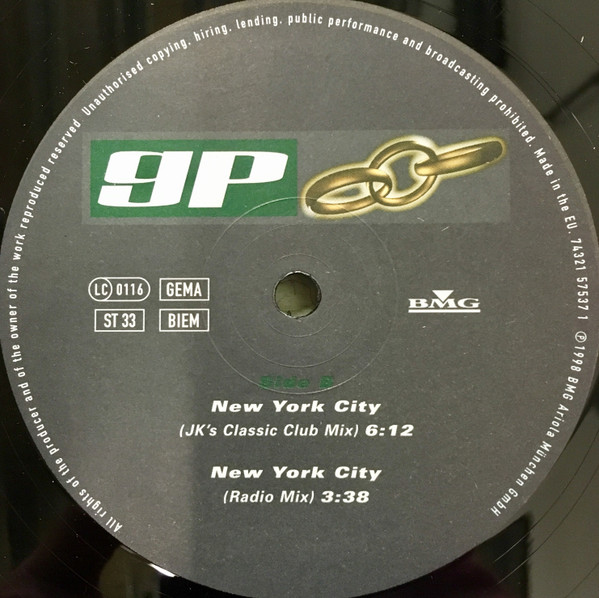 All rights of the producer and of the owner of the work reproduced reserved. Unauthorised copying, hiring, lending, public performance and broadcasting prohibited. Made in the EU. 74321 57537 1 Ⓟ 1998 BMG Ariola München GmbH
gp
LC 0116 GEMA
ST 33 BIEM
BMG
Side B
New York City
(JK's Classic Club Mix) 6:12
New York City
(Radio Mix) 3:38